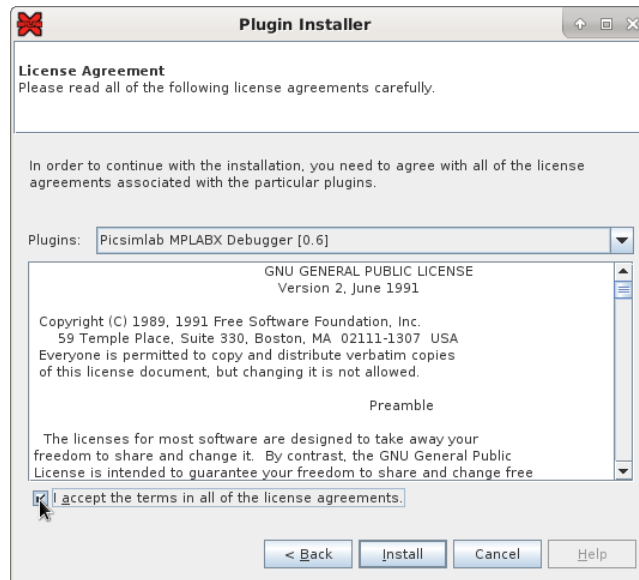 Plugin Installer
License Agreement
Please read all of the following license agreements carefully.
In order to continue with the installation, you need to agree with all of the license
agreements associated with the particular plugins.
Plugins: Picsimlab MPLABX Debugger [0.6]
GNU GENERAL PUBLIC LICENSE
Version 2, June 1991
Copyright (C) 1989, 1991 Free Software Foundation, Inc.
59 Temple Place, Suite 330, Boston, MA 02111-1307 USA
Everyone is permitted to copy and distribute verbatim copies
of this license document, but changing it is not allowed.
Preamble
The licenses for most software are designed to take away your
freedom to share and change it. By contrast, the GNU General Public
License is intended to guarantee your freedom to share and change free
I accept the terms in all of the license agreements.
< Back Install Cancel Help